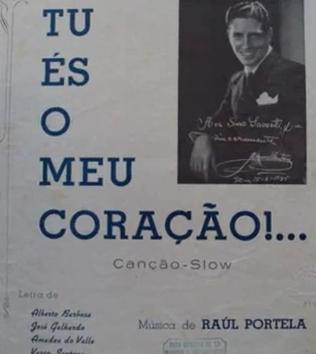 TU
ÉS
O
MEU
CORAÇÃO!...
Canção-Slow
Letra de
Alberto Barbosa
José Galhardo
Amadeu do Valle
Música de RAÚL PORTELA
sinceramente